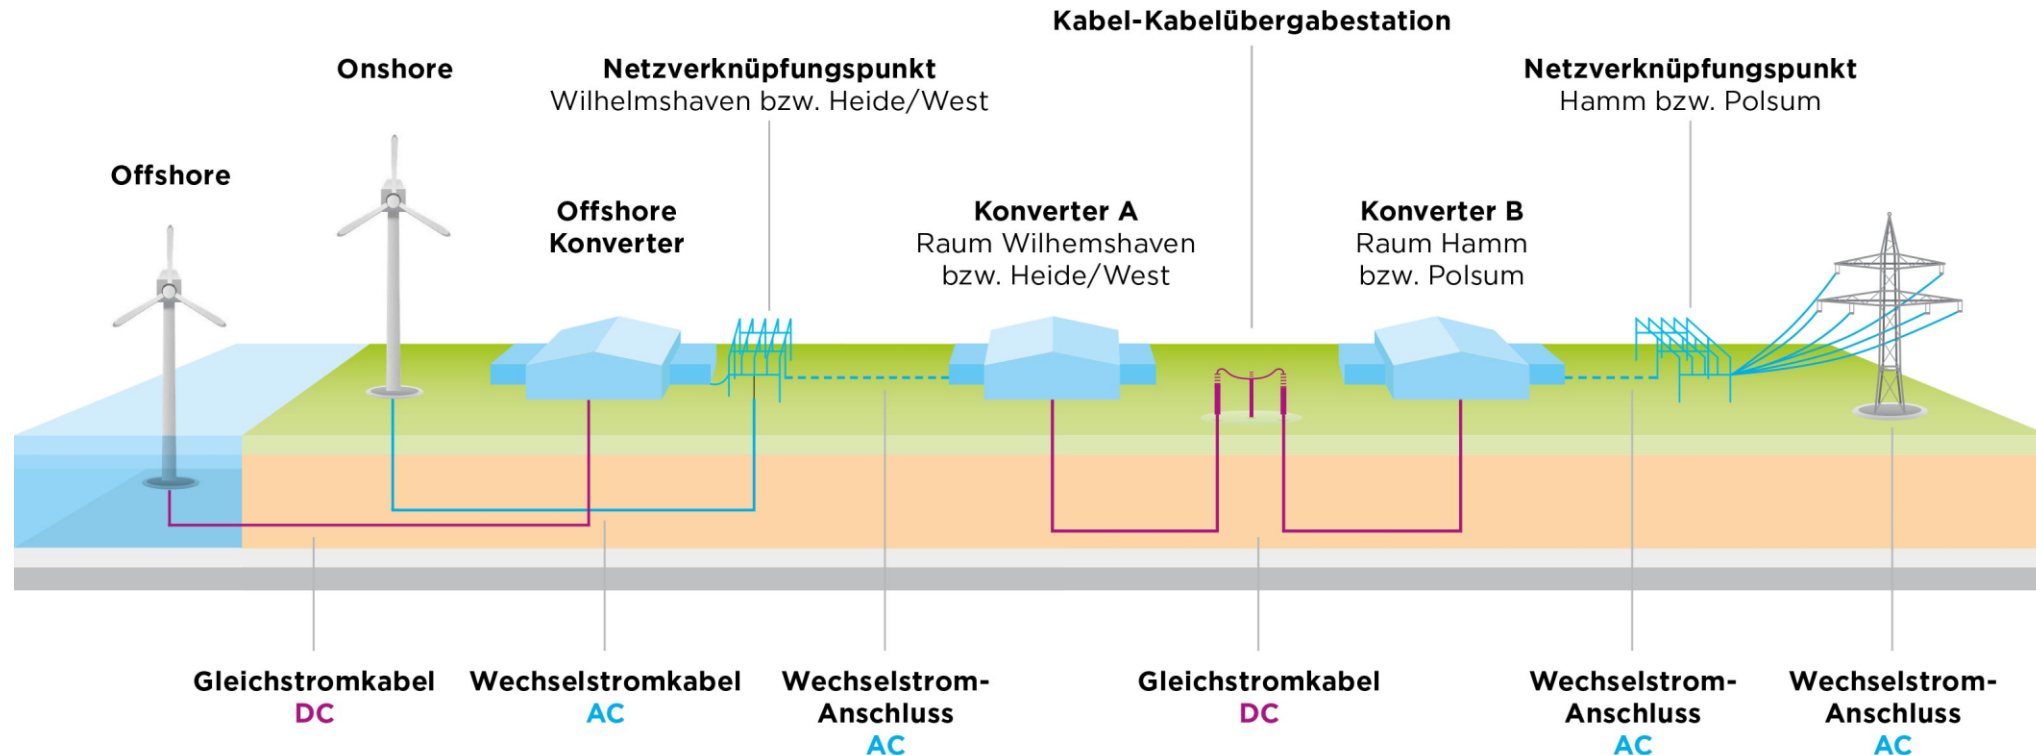 Kabel-Kabelübergabestation
Onshore
Netzverknüpfungspunkt
Wilhelmshaven bzw. Heide/West
Netzverknüpfungspunkt
Hamm bzw. Polsum
Offshore
Offshore
Konverter
Konverter A
Raum Wilhemshaven
bzw. Heide/West
Konverter B
Raum Hamm
bzw. Polsum
Gleichstromkabel
DC
Wechselstromkabel
AC
Wechselstrom-
Anschluss
AC
Gleichstromkabel
DC
Wechselstrom-
Anschluss
AC
Wechselstrom-
Anschluss
AC